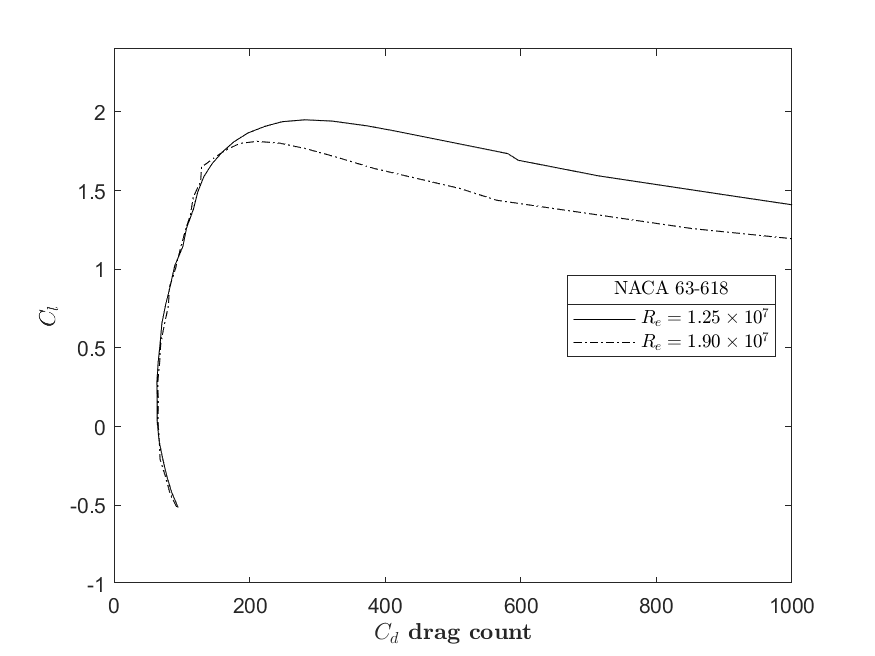 2
1.5
1
0.5
0
-0.5
-1
C_l
NACA 63-618
R_e = 1.25 × 10^7
R_e = 1.90 × 10^7
0 200 400 600 800 1000
C_d drag count